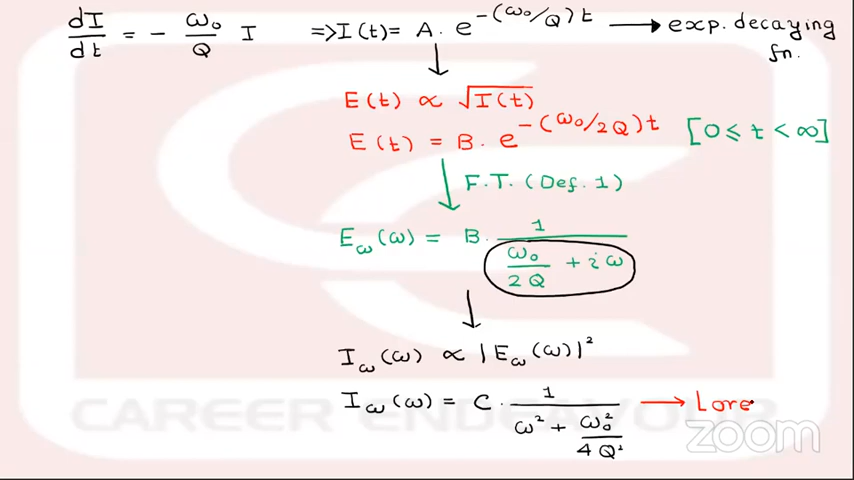 dI/dt = - ω₀/Q I ⇒ I(t) = A. e^-(ω₀/Q)t → exp. decaying fn.
E(t) ∝ √I(t)
E(t) = B. e^-(ω₀/2Q)t [0 ≤ t < ∞]
F.T. (Def. 1)
E_ω(ω) = B. 1/(ω₀/2Q + iω)
I_ω(ω) ∝ |E_ω(ω)|²
I_ω(ω) = C. 1/(ω² + ω₀²/4Q²) → Lore
CAREER ENDEAVOUR
zoom